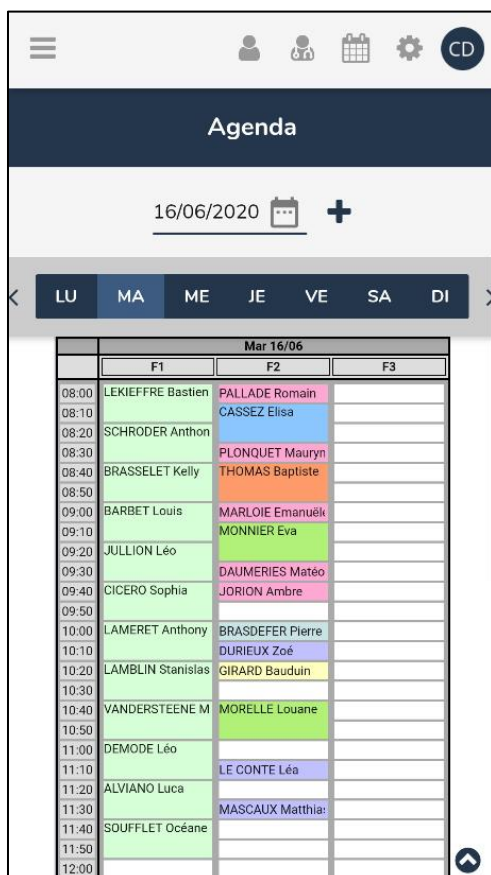 CD
Agenda
16/06/2020
LU MA ME JE VE SA DI
Mar 16/06
F1 F2 F3
08:00 LEKIEFFRE Bastien PALLADE Romain
08:10 CASSEZ Elisa
08:20 SCHRODER Anthon
08:30 PLONQUET Mauryn
08:40 BRASSELET Kelly THOMAS Baptiste
08:50
09:00 BARBET Louis MARLOIE Emanuële
09:10 MONNIER Eva
09:20 JULLION Léo
09:30 DAUMERIES Matéo
09:40 CICERO Sophia JORION Ambre
09:50
10:00 LAMERET Anthony BRASDEFER Pierre
10:10 DURIEUX Zoé
10:20 LAMBLIN Stanislas GIRARD Bauduin
10:30
10:40 VANDERSTEENE M MORELLE Louane
10:50
11:00 DEMODE Léo
11:10 LE CONTE Léa
11:20 ALVIANO Luca
11:30 MASCAUX Matthia
11:40 SOUFFLET Océane
11:50
12:00